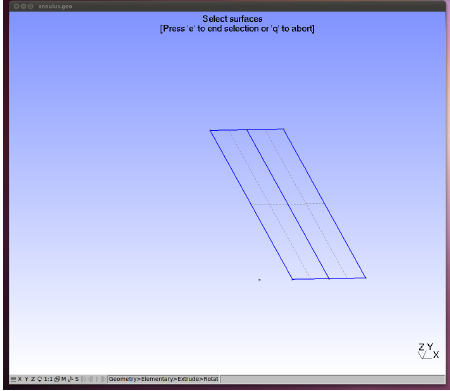 annulus.geo
Select surfaces
[Press 'e' to end selection or 'q' to abort]
Z Y
X
X Y Z 1:1 M S Geometry>Elementary>Extrude>Rotat